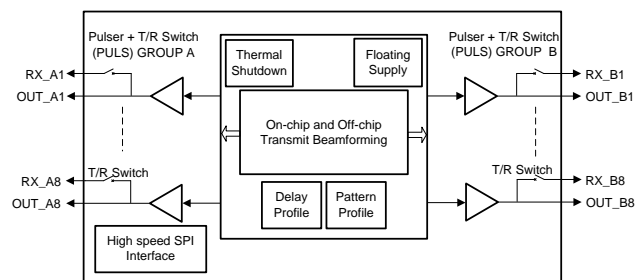 Pulser + T/R Switch
(PULS) GROUP A
RX_A1
OUT_A1
T/R Switch
RX_A8
OUT_A8
High speed SPI
Interface
Thermal
Shutdown
Floating
Supply
On-chip and Off-chip
Transmit Beamforming
Delay
Profile
Pattern
Profile
Pulser + T/R Switch
(PULS) GROUP B
RX_B1
OUT_B1
T/R Switch
RX_B8
OUT_B8